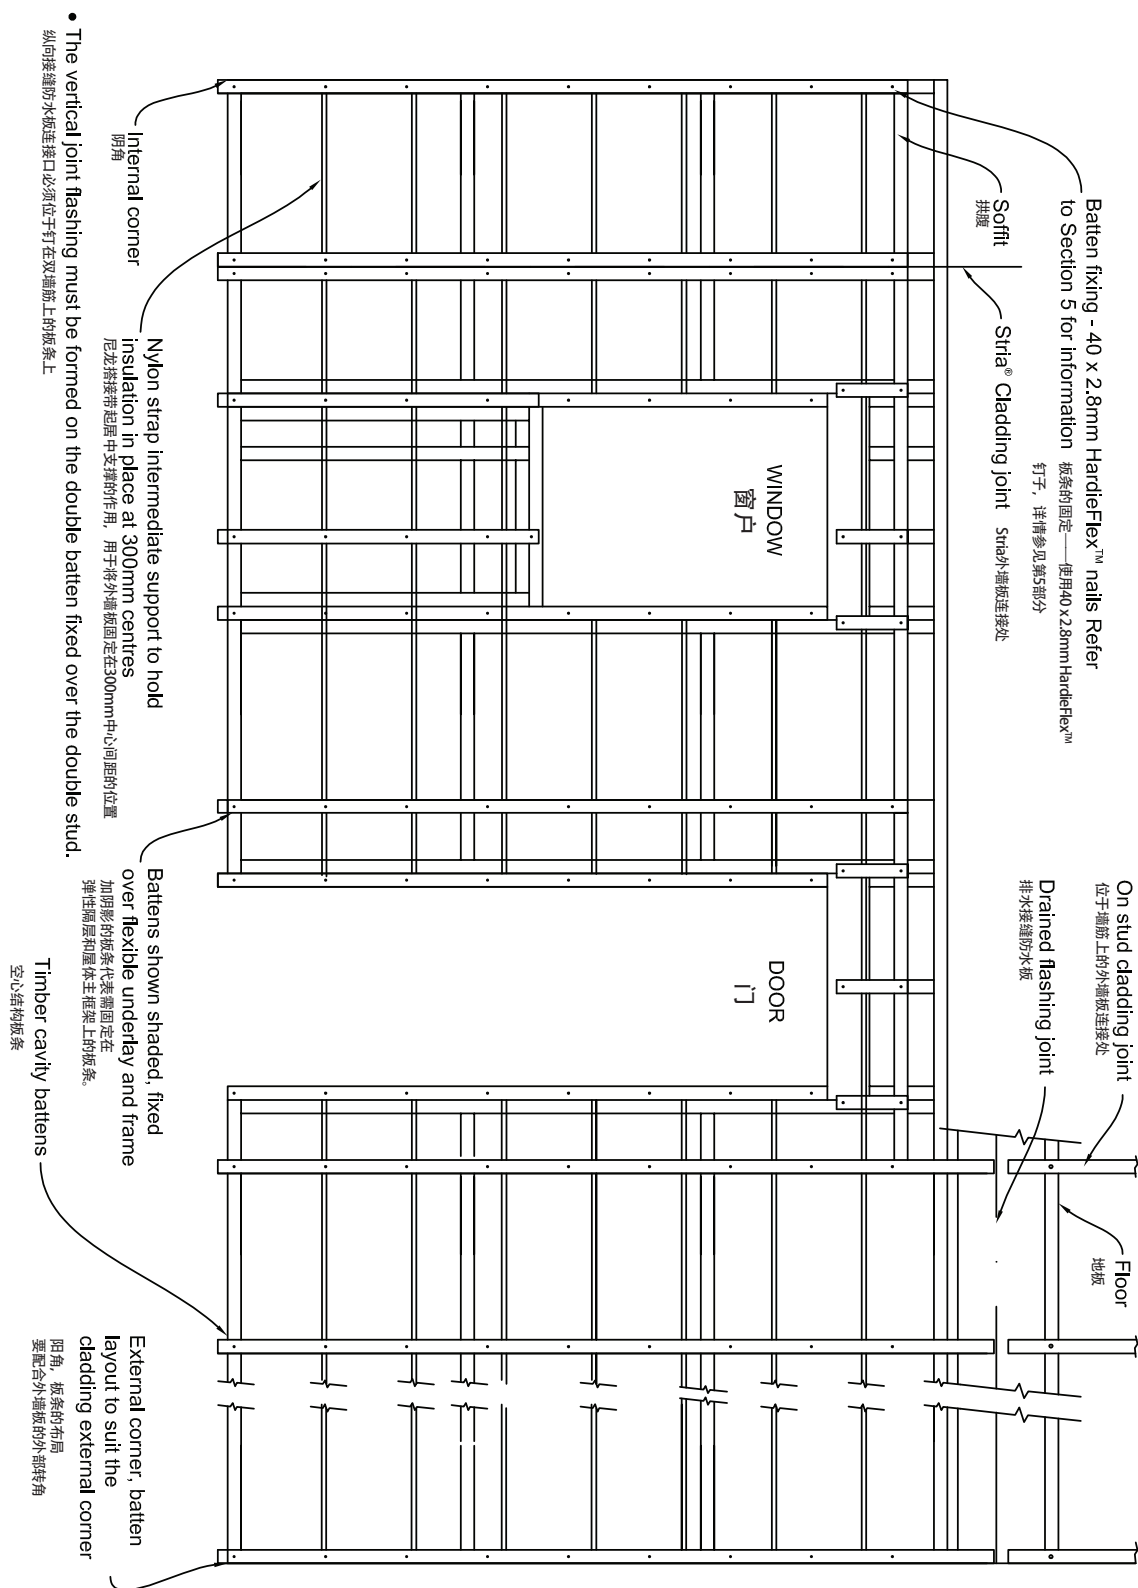 Batten fixing - 40 x 2.8mm HardieFlex™ nails Refer
to Section 5 for information
板条的固定——使用40 x 2.8mm HardieFlex™
钉子，详情参见第5部分
Soffit
拱腹
Stria® Cladding joint
Stria外墙板连接处
On stud cladding joint
位于墙筋上的外墙板连接处
Drained flashing joint
排水接缝防水板
Floor
地板
WINDOW
窗户
DOOR
门
Internal corner
阴角
Nylon strap intermediate support to hold
insulation in place at 300mm centres
尼龙搭接带起居中支撑的作用，用于将外墙板固定在300mm中心间距的位置
Battens shown shaded, fixed
over flexible underlay and frame
加阴影的板条代表需固定在
弹性隔层和屋体主框架上的板条。
Timber cavity battens
空心结构板条
External corner, batten
layout to suit the
cladding external corner
阳角，板条的布局
要配合外墙板的外部转角
• The vertical joint flashing must be formed on the double batten fixed over the double stud.
纵向接缝防水板连接口必须位于钉在双墙筋上的板条上